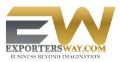 EW
EXPORTERSWAY.COM
BUSINESS BEYOND IMAGINATION